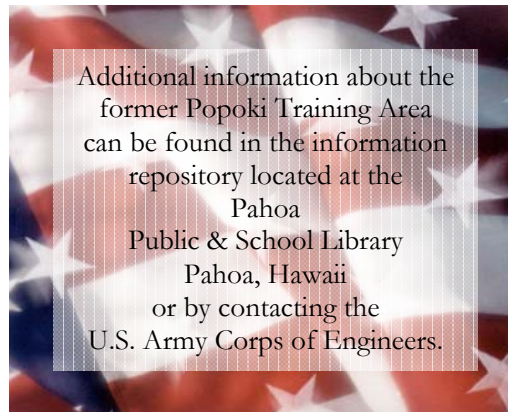 Additional information about the
former Popoki Training Area
can be found in the information
repository located at the
Pahoa
Public & School Library
Pahoa, Hawaii
or by contacting the
U.S. Army Corps of Engineers.